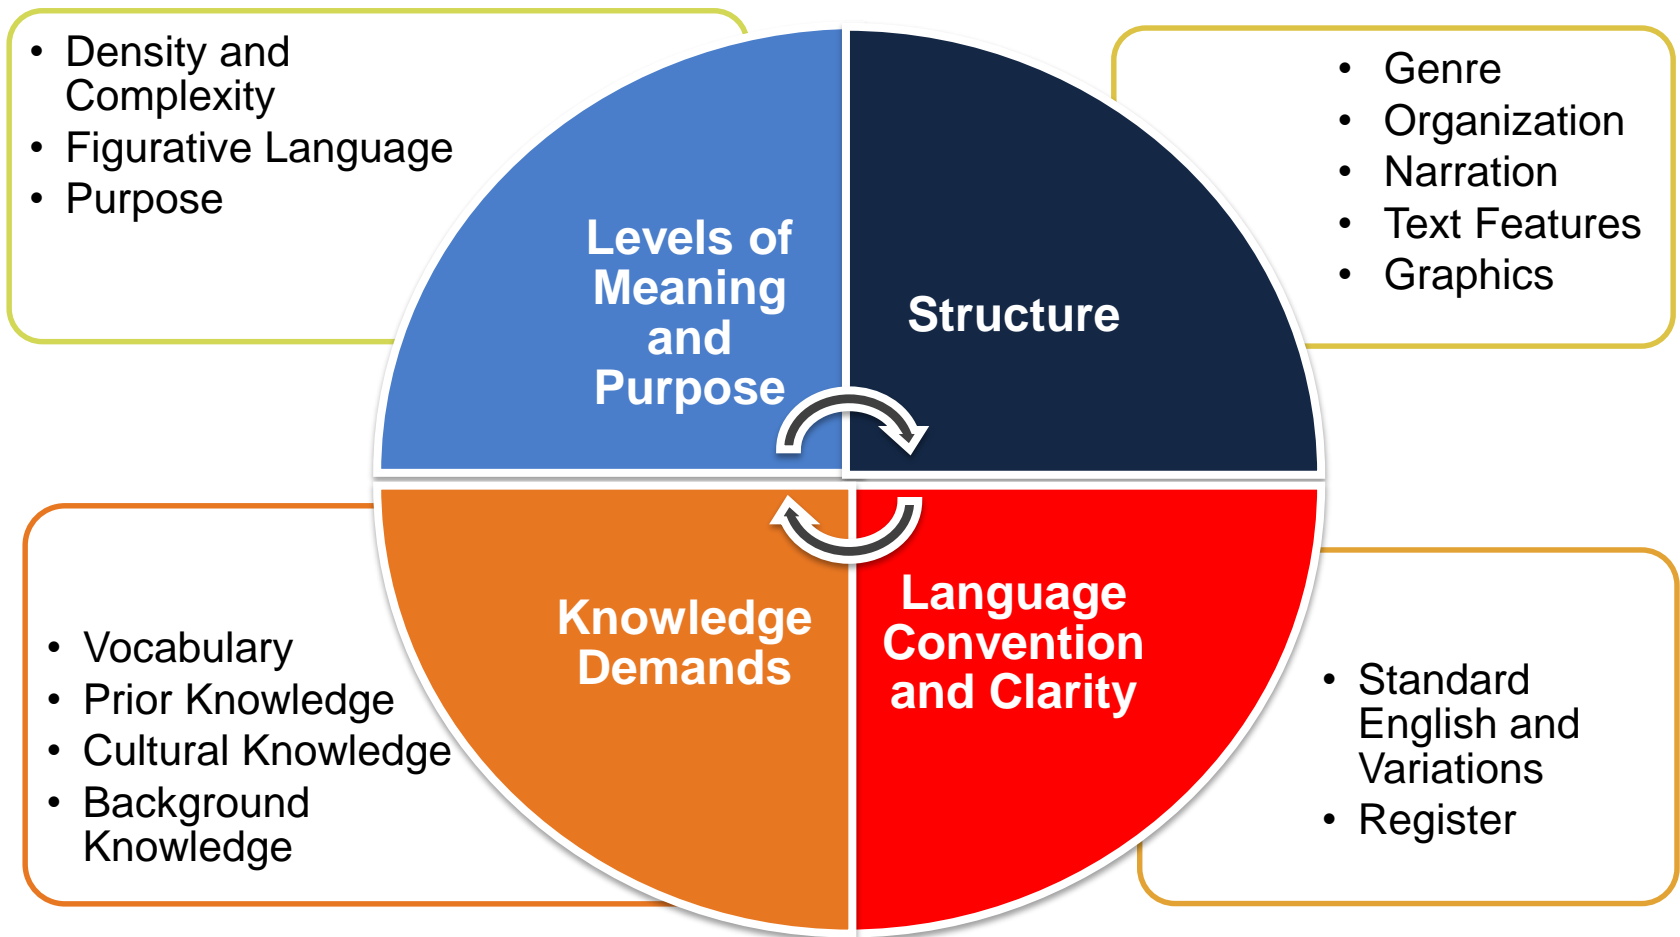 • Density and
Complexity
• Figurative Language
• Purpose
Levels of
Meaning
and
Purpose
Structure
• Genre
• Organization
• Narration
• Text Features
• Graphics
• Vocabulary
• Prior Knowledge
• Cultural Knowledge
• Background
Knowledge
Knowledge
Demands
Language
Convention
and Clarity
• Standard
English and
Variations
• Register